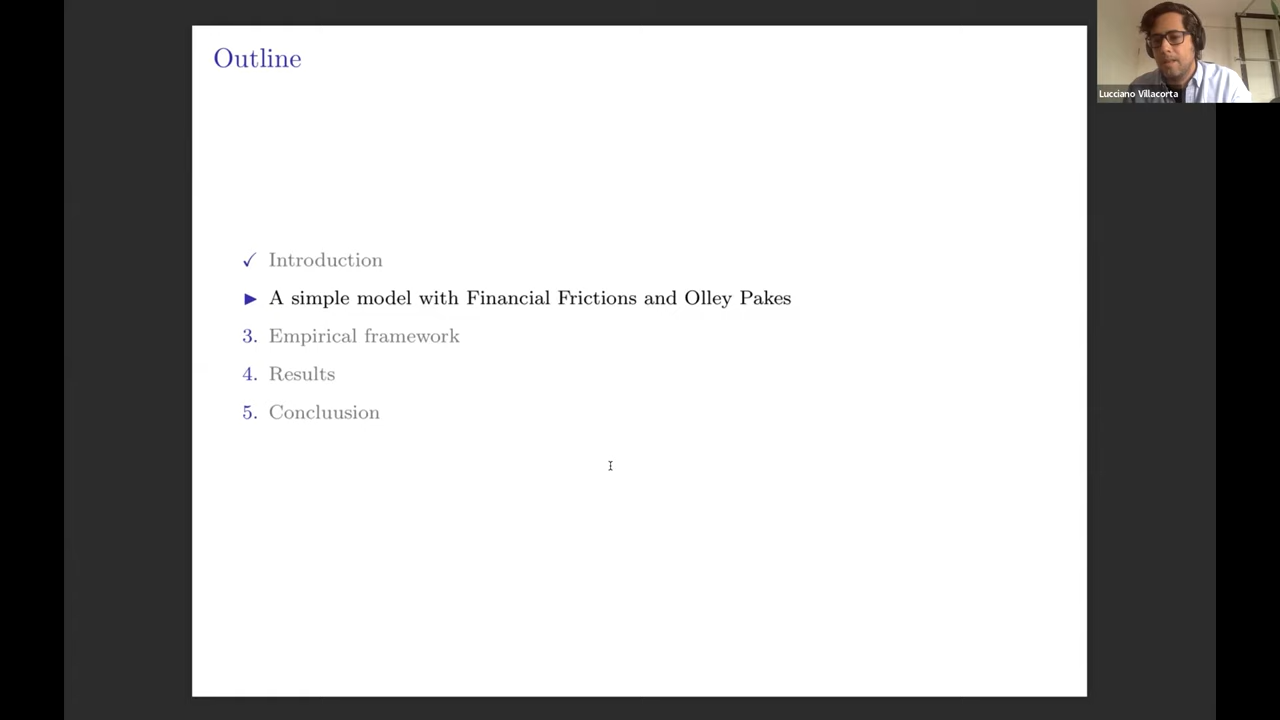 Outline
Lucciano Villacorta
✓ Introduction
▶ A simple model with Financial Frictions and Olley Pakes
3. Empirical framework
4. Results
5. Concluusion